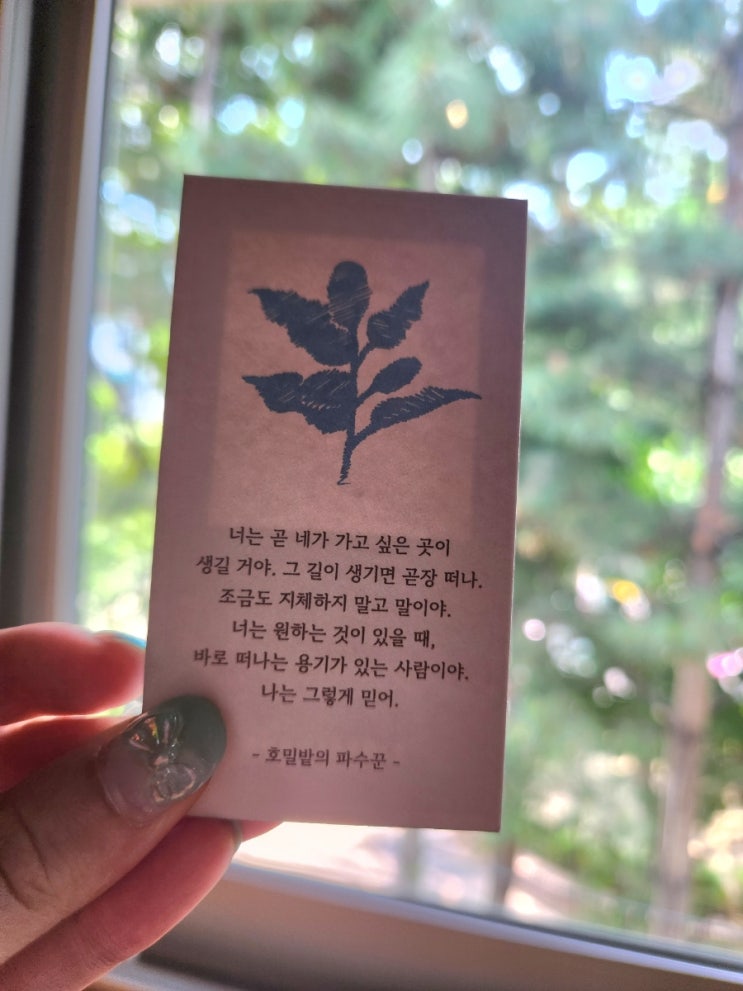 너는 곧 네가 가고 싶은 곳이
생길 거야. 그 길이 생기면 곧장 떠나.
조금도 지체하지 말고 말이야.
너는 원하는 것이 있을 때,
바로 떠나는 용기가 있는 사람이야.
나는 그렇게 믿어.
- 호밀밭의 파수꾼 -